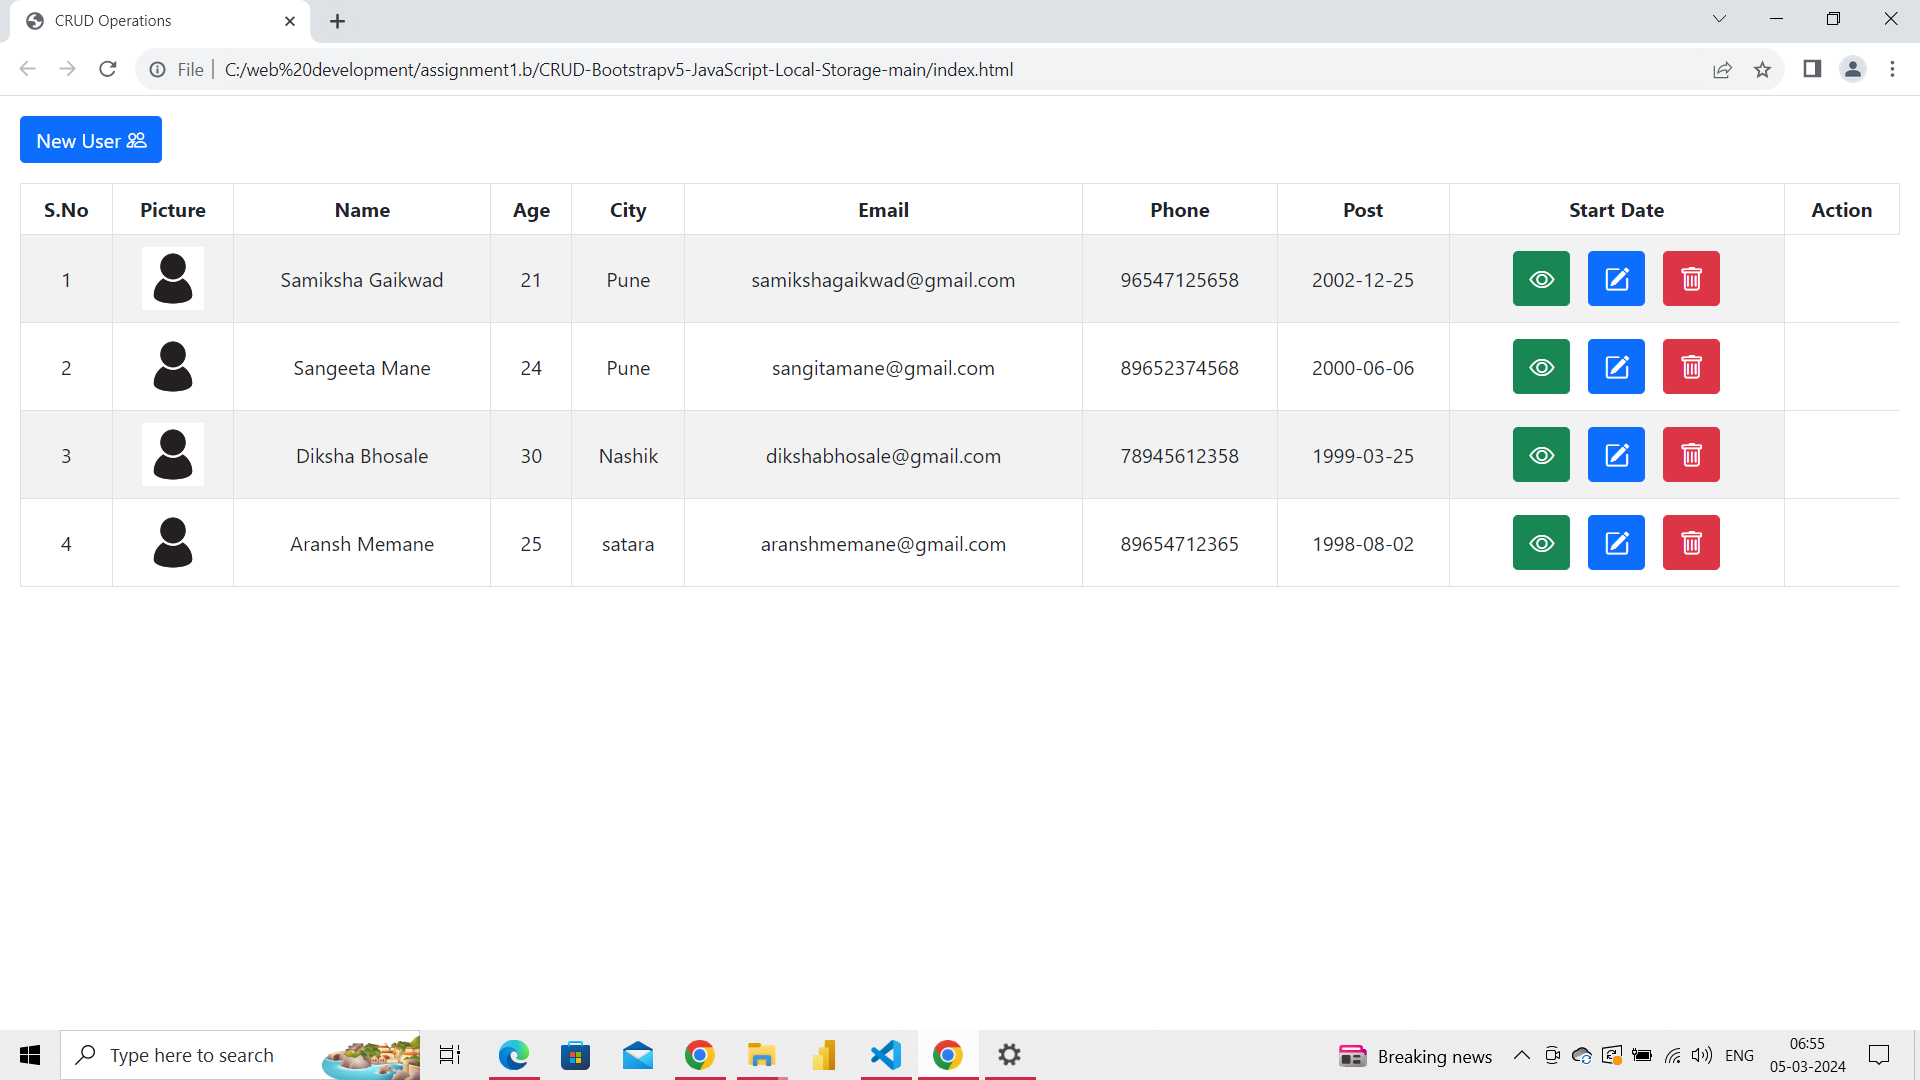 CRUD Operations
File | C:/web%20development/assignment1.b/CRUD-Bootstrapv5-JavaScript-Local-Storage-main/index.html
New User
S.No Picture Name Age City Email Phone Post Start Date Action
1 Samiksha Gaikwad 21 Pune samikshagaikwad@gmail.com 96547125658 2002-12-25
2 Sangeeta Mane 24 Pune sangitamane@gmail.com 89652374568 2000-06-06
3 Diksha Bhosale 30 Nashik dikshabhosale@gmail.com 78945612358 1999-03-25
4 Aransh Memane 25 satara aranshmemane@gmail.com 89654712365 1998-08-02
Type here to search
Breaking news
ENG
06:55
05-03-2024